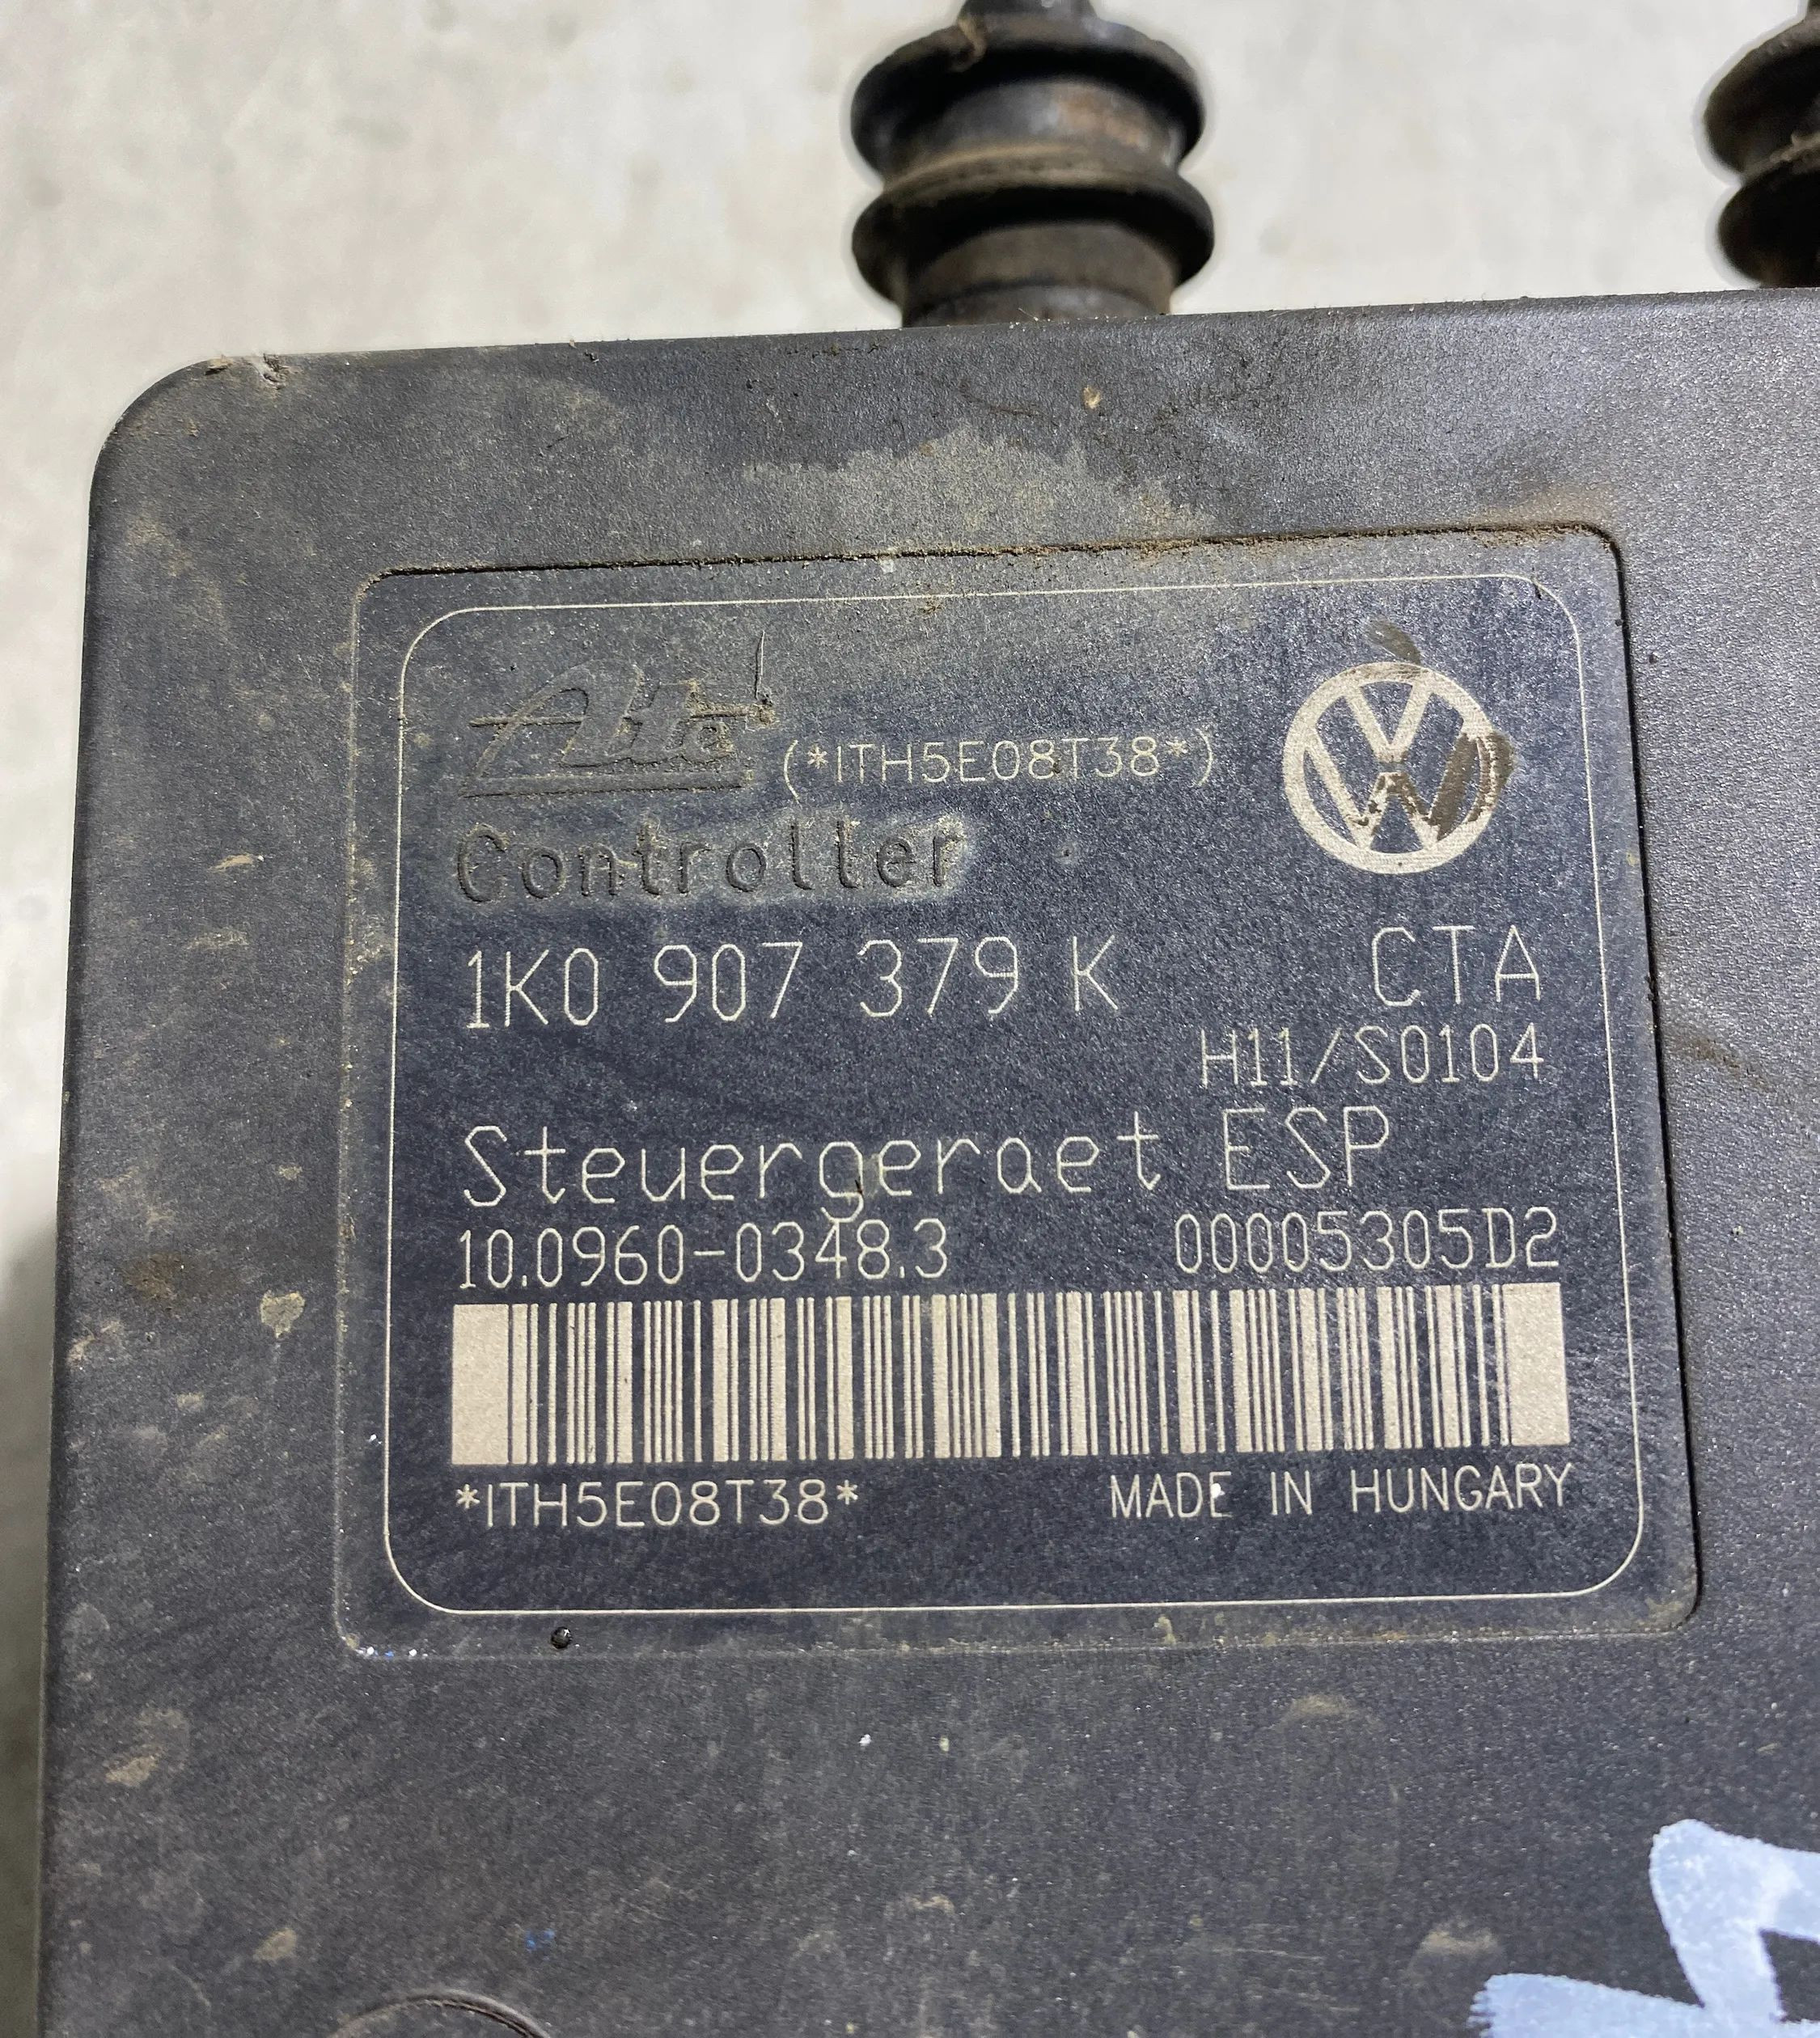 Ate (*ITH5E08T38*)
Controller
1K0 907 379 K CTA
H11/S0104
Steuergeraet ESP
10.0960-0348.3 00005305D2
*ITH5E08T38* MADE IN HUNGARY